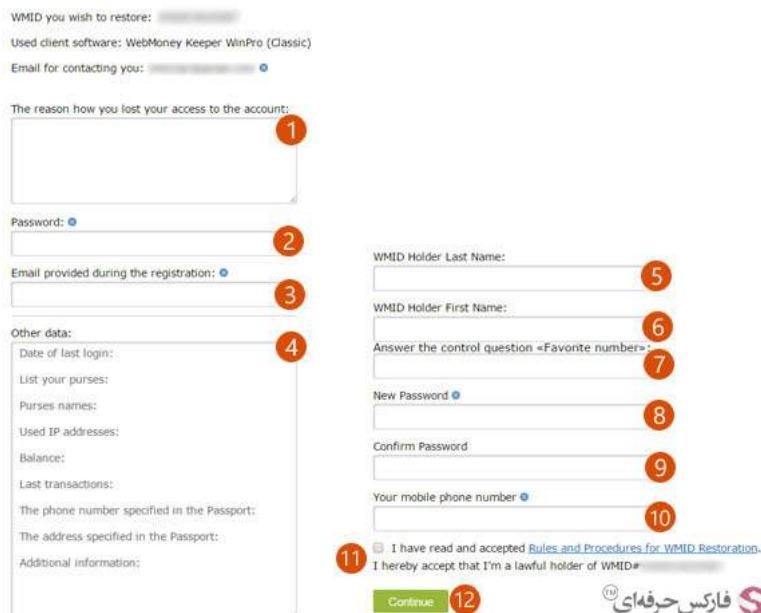 WMID you wish to restore:
Used client software: WebMoney Keeper WinPro (Classic)
Email for contacting you:
The reason how you lost your access to the account:
1
Password:
2
Email provided during the registration:
3
Other data:
4
Date of last login:
List your purses:
Purses names:
Used IP addresses:
Balance:
Last transactions:
The phone number specified in the Passport:
The address specified in the Passport:
Additional information:
WMID Holder Last Name:
5
WMID Holder First Name:
6
Answer the control question «Favorite number»:
7
New Password
8
Confirm Password
9
Your mobile phone number
10
11 I have read and accepted Rules and Procedures for WMID Restoration.
I hereby accept that I'm a lawful holder of WMID#
Continue 12
فارکس حرفه‌ای TM